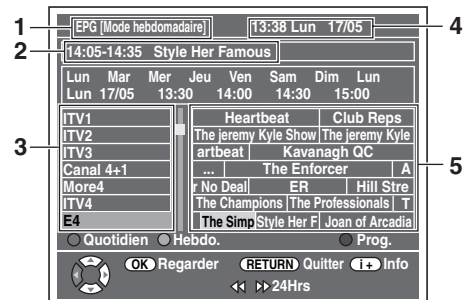 1 EPG [Mode hebdomadaire] 13:38 Lun 17/05 4
2 14:05-14:35 Style Her Famous
Lun Mar Mer Jeu Ven Sam Dim Lun
Lun 17/05 13:30 14:00 14:30 15:00
3
5
ITV1 Heartbeat Club Reps
ITV2 The jeremy Kyle Show The jeremy Kyle
ITV3 artbeat Kavanagh QC
Canal 4+1 ... The Enforcer A
More4 r No Deal ER Hill Stre
ITV4 The Champions The Professionals T
E4 The Simp Style Her F Joan of Arcadia
Quotidien Hebdo. Prog.
OK Regarder RETURN Quitter i+ Info
24Hrs